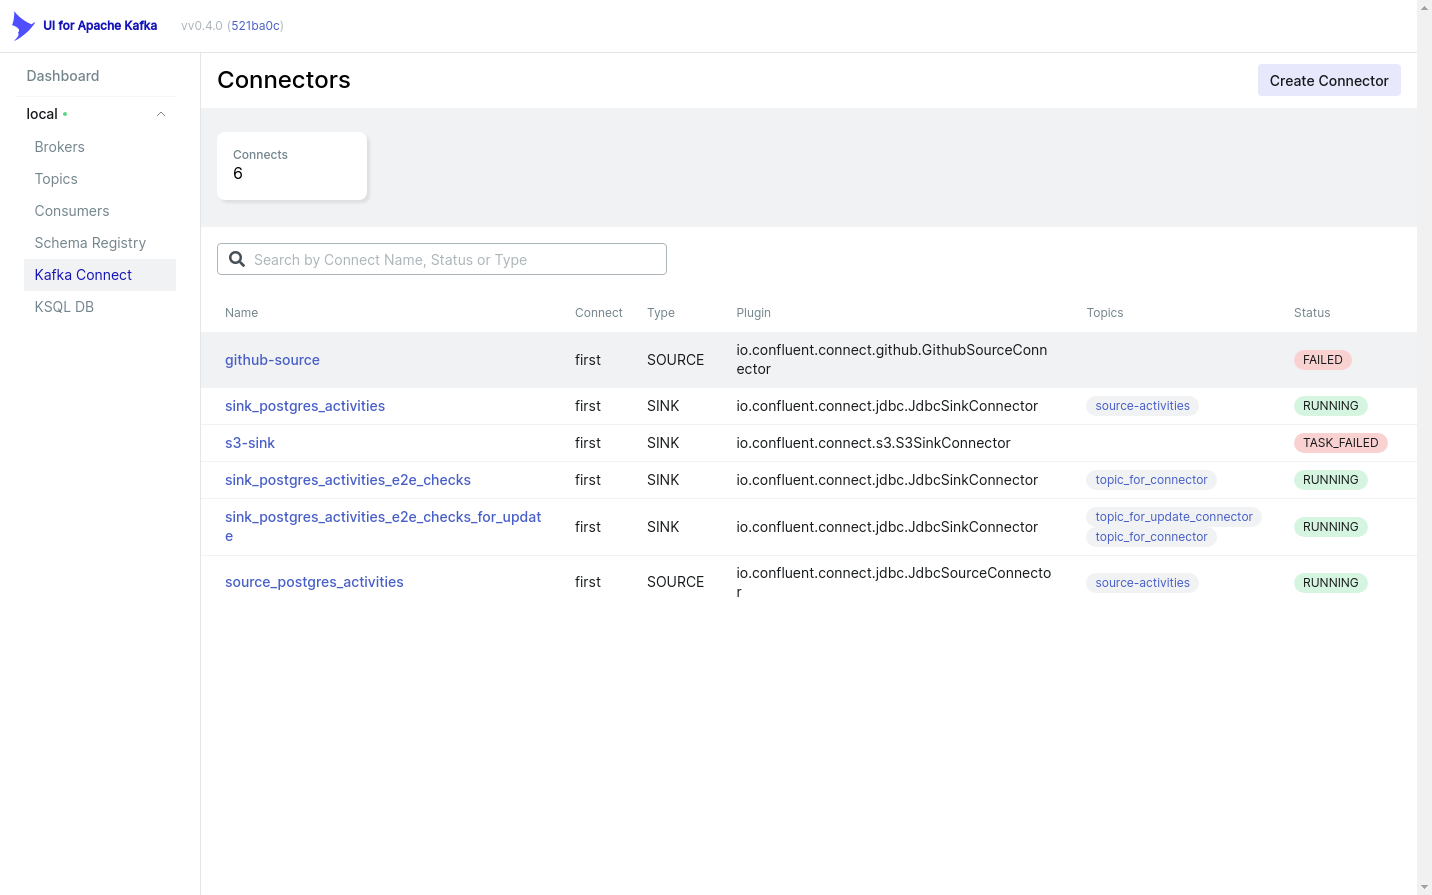 UI for Apache Kafka vv0.4.0 (521ba0c)
Dashboard
local
Brokers
Topics
Consumers
Schema Registry
Kafka Connect
KSQL DB
Connectors
Create Connector
Connects
6
Search by Connect Name, Status or Type
Name Connect Type Plugin Topics Status
github-source first SOURCE io.confluent.connect.github.GithubSourceConn
ector FAILED
sink_postgres_activities first SINK io.confluent.connect.jdbc.JdbcSinkConnector source-activities RUNNING
s3-sink first SINK io.confluent.connect.s3.S3SinkConnector TASK_FAILED
sink_postgres_activities_e2e_checks first SINK io.confluent.connect.jdbc.JdbcSinkConnector topic_for_connector RUNNING
sink_postgres_activities_e2e_checks_for_updat first SINK io.confluent.connect.jdbc.JdbcSinkConnector topic_for_update_connector RUNNING
e topic_for_connector
source_postgres_activities first SOURCE io.confluent.connect.jdbc.JdbcSourceConnecto source-activities RUNNING
r